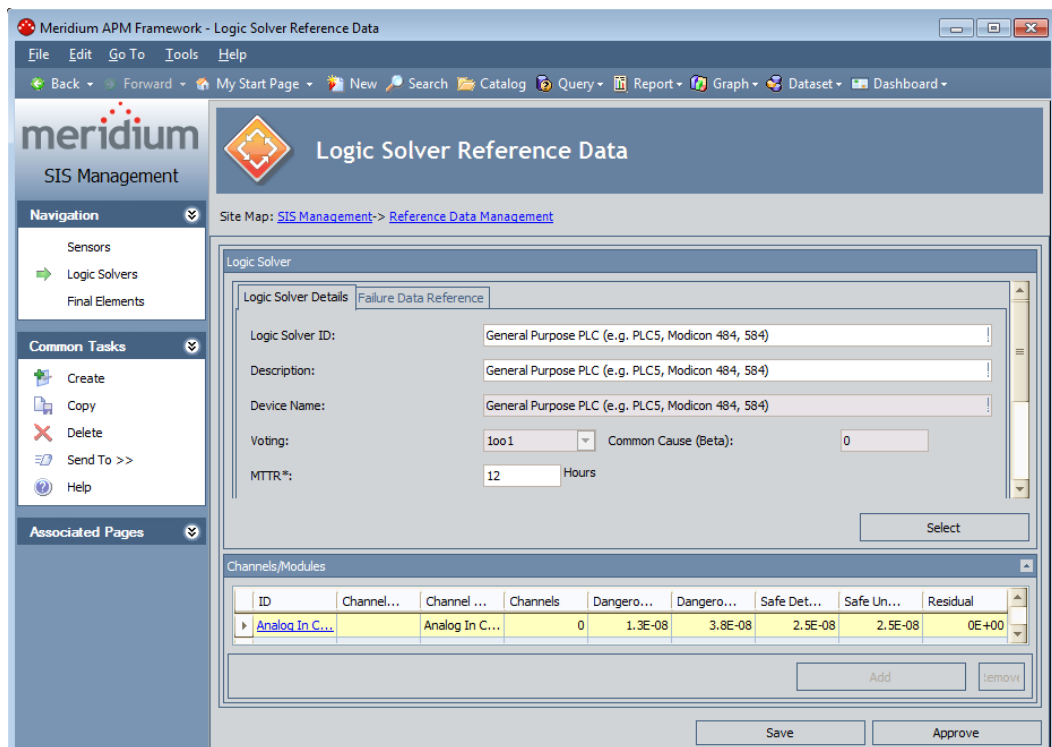 Meridium APM Framework - Logic Solver Reference Data
File Edit Go To Tools Help
Back Forward My Start Page New Search Catalog Query Report Graph Dataset Dashboard
meridium
SIS Management
Logic Solver Reference Data
Site Map: SIS Management-> Reference Data Management
Navigation
Sensors
Logic Solvers
Final Elements
Common Tasks
Create
Copy
Delete
Send To >>
Help
Associated Pages
Logic Solver
Logic Solver Details Failure Data Reference
Logic Solver ID: General Purpose PLC (e.g. PLC5, Modicon 484, 584)
Description: General Purpose PLC (e.g. PLC5, Modicon 484, 584)
Device Name: General Purpose PLC (e.g. PLC5, Modicon 484, 584)
Voting: 1oo1 Common Cause (Beta): 0
MTTR*: 12 Hours
Select
Channels/Modules
ID Channel... Channel ... Channels Dangero... Dangero... Safe Det... Safe Un... Residual
Analog In C... Analog In C... 0 1.3E-08 3.8E-08 2.5E-08 2.5E-08 0E+00
Add emove
Save Approve